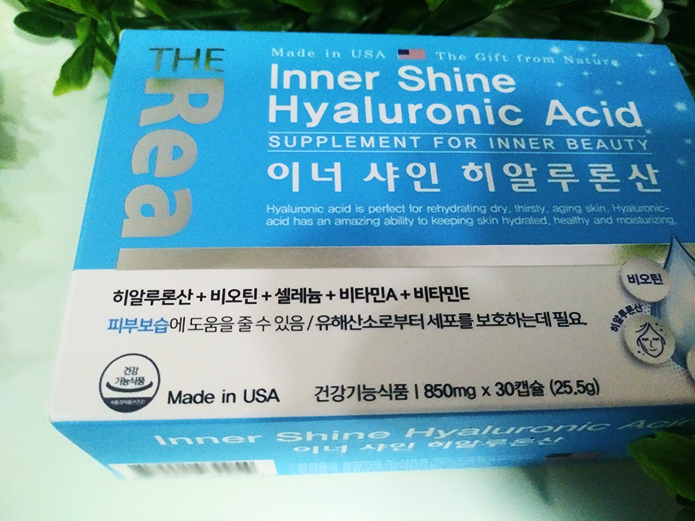 THE
Real
Made in USA The Gift from Nature
Inner Shine
Hyaluronic Acid
SUPPLEMENT FOR INNER BEAUTY
이너 샤인 히알루론산
Hyaluronic acid is perfect for rehydrating dry, thirsty, aging skin. Hyaluronic-
acid has an amazing ability to keeping skin hydrated, healthy and moisturizing.
히알루론산 + 비오틴 + 셀레늄 + 비타민A + 비타민E
피부보습에 도움을 줄 수 있음 / 유해산소로부터 세포를 보호하는데 필요.
비오틴
히알루론산
건강
기능식품
Made in USA 건강기능식품 | 850mg x 30캡슐 (25.5g)
Inner Shine Hyaluronic Acid
이너 샤인 히알루론산